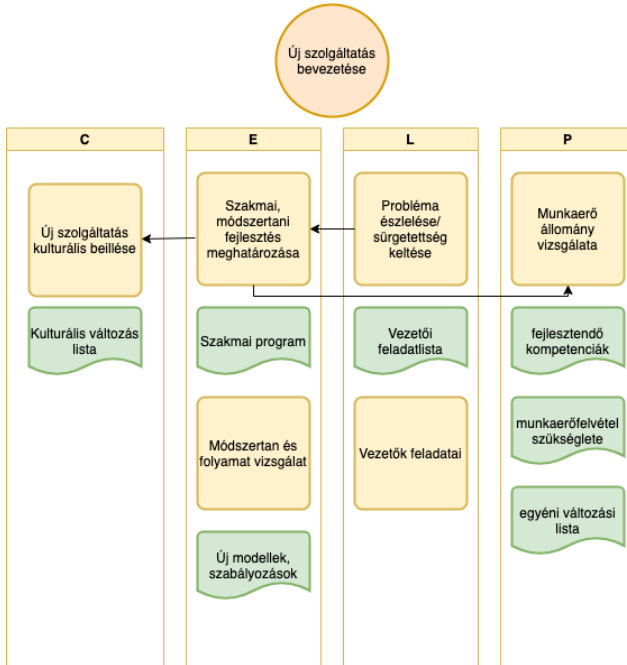 Új szolgáltatás
bevezetése
C
E
L
P
Új szolgáltatás
kulturális beillése
Szakmai,
módszertani
fejlesztés
meghatározása
Probléma
észlelése/
sürgetettség
keltése
Munkaerő
állomány
vizsgálata
Kulturális változás
lista
Szakmai program
Vezetői
feladatlista
fejlesztendő
kompetenciák
Módszertan és
folyamat vizsgálat
Vezetők feladatai
munkaerőfelvétel
szükséglete
egyéni változási
lista
Új modellek,
szabályozások